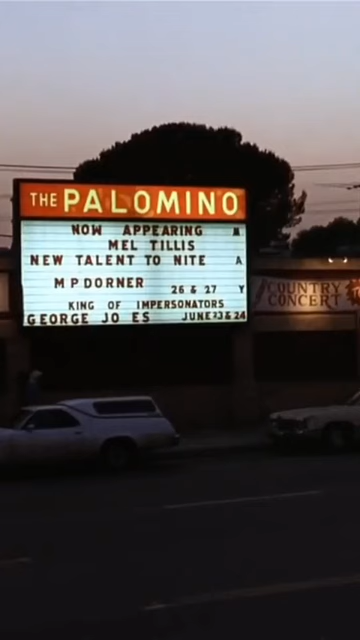 THE PALOMINO
NOW APPEARING M
MEL TILLIS
NEW TALENT TO NITE A
M P DORNER 26 & 27 Y
KING OF IMPERSONATORS
GEORGE JO ES JUNE 23 & 24
COUNTRY
CONCERT